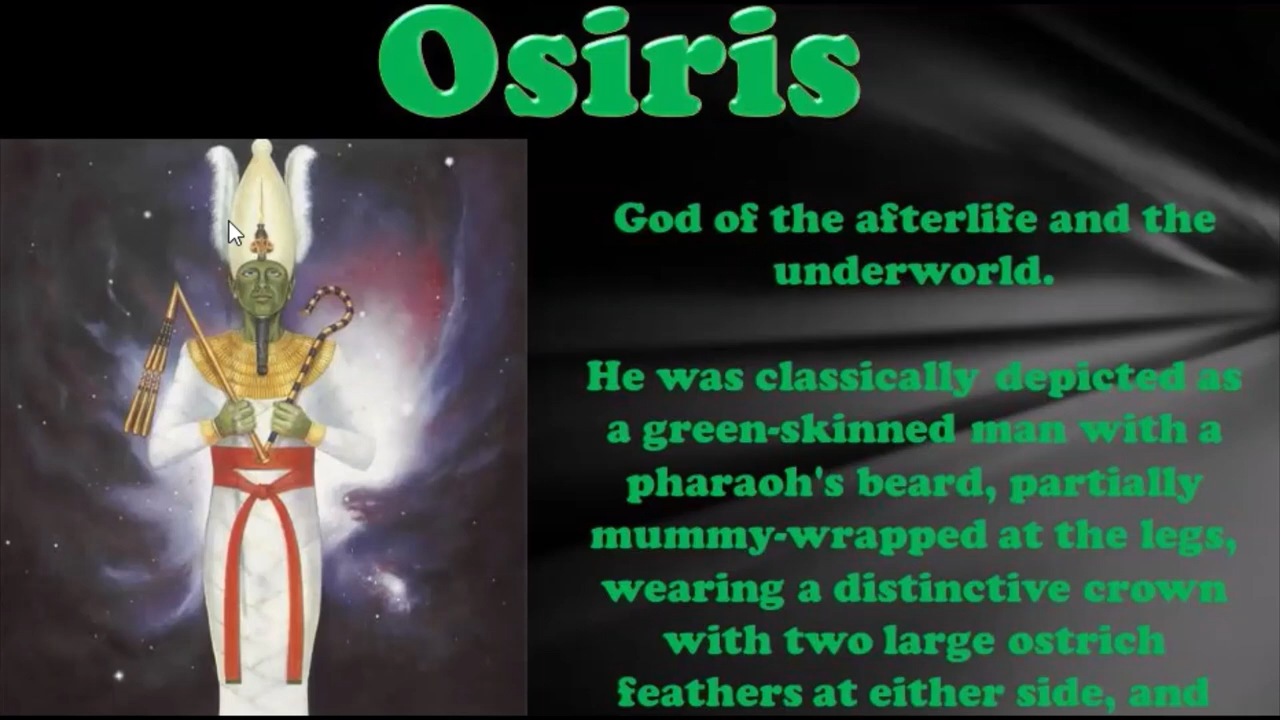 Osiris
God of the afterlife and the
underworld.
He was classically depicted as
a green-skinned man with a
pharaoh's beard, partially
mummy-wrapped at the legs,
wearing a distinctive crown
with two large ostrich
feathers at either side, and